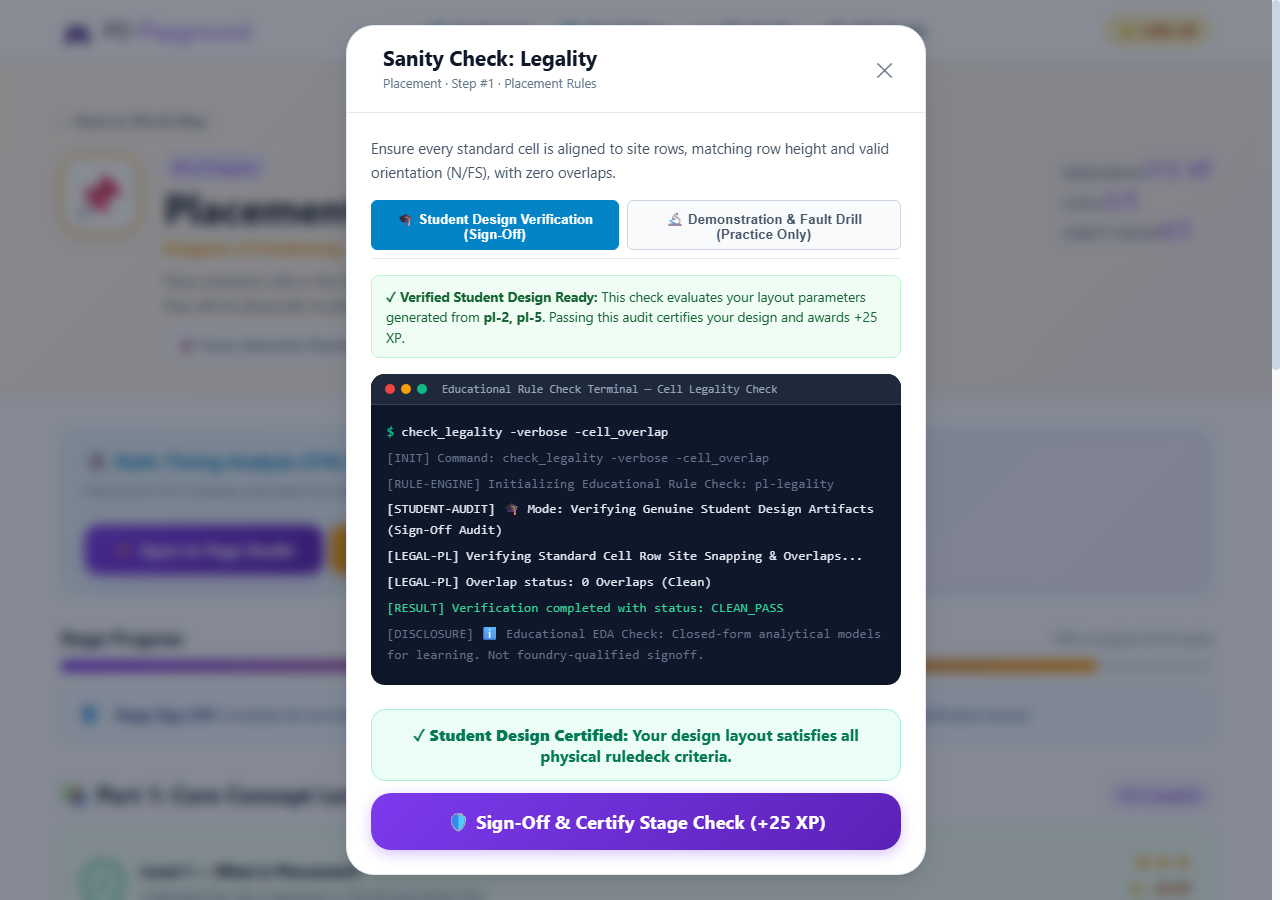 Sanity Check: Legality
Placement · Step #1 · Placement Rules
Ensure every standard cell is aligned to site rows, matching row height and valid
orientation (N/FS), with zero overlaps.
🎓 Student Design Verification
(Sign-Off)
🔬 Demonstration & Fault Drill
(Practice Only)
✓ Verified Student Design Ready: This check evaluates your layout parameters
generated from pl-2, pl-5. Passing this audit certifies your design and awards +25
XP.
Educational Rule Check Terminal — Cell Legality Check
$ check_legality -verbose -cell_overlap
[INIT] Command: check_legality -verbose -cell_overlap
[RULE-ENGINE] Initializing Educational Rule Check: pl-legality
[STUDENT-AUDIT] 🎓 Mode: Verifying Genuine Student Design Artifacts
(Sign-Off Audit)
[LEGAL-PL] Verifying Standard Cell Row Site Snapping & Overlaps...
[LEGAL-PL] Overlap status: 0 Overlaps (Clean)
[RESULT] Verification completed with status: CLEAN_PASS
[DISCLOSURE] ℹ️ Educational EDA Check: Closed-form analytical models
for learning. Not foundry-qualified signoff.
✓ Student Design Certified: Your design layout satisfies all
physical ruledeck criteria.
🛡️ Sign-Off & Certify Stage Check (+25 XP)
PD Playground
Placement
Stage Progress